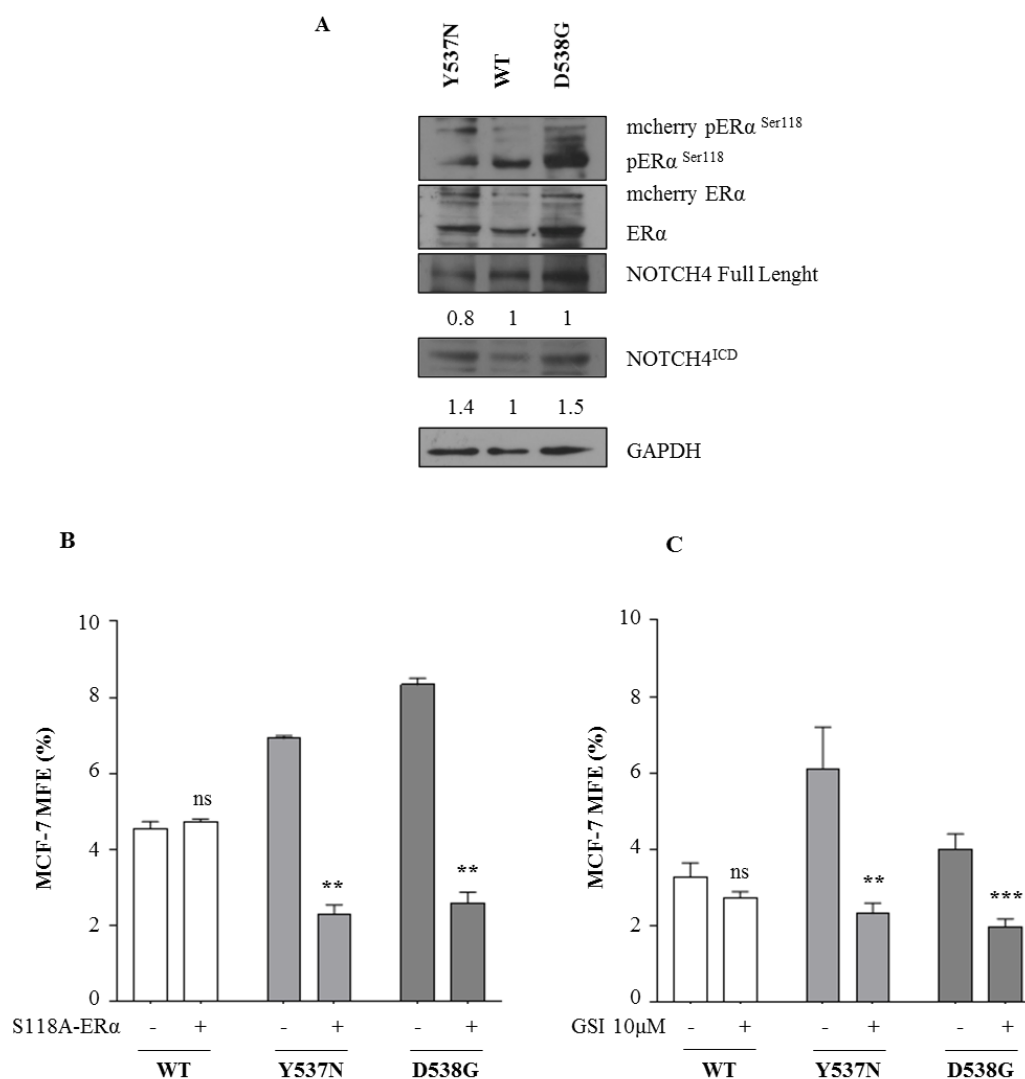 A
Y537N WT D538G
mcherry pERα Ser118
pERα Ser118
mcherry ERα
ERα
NOTCH4 Full Lenght
0.8 1 1
NOTCH4ICD
1.4 1 1.5
GAPDH
B
MCF-7 MFE (%)
10
8
6
4
2
0
ns
**
**
S118A-ERα - + - + - +
WT Y537N D538G
C
MCF-7 MFE (%)
10
8
6
4
2
0
ns
**
***
GSI 10μM - + - + - +
WT Y537N D538G